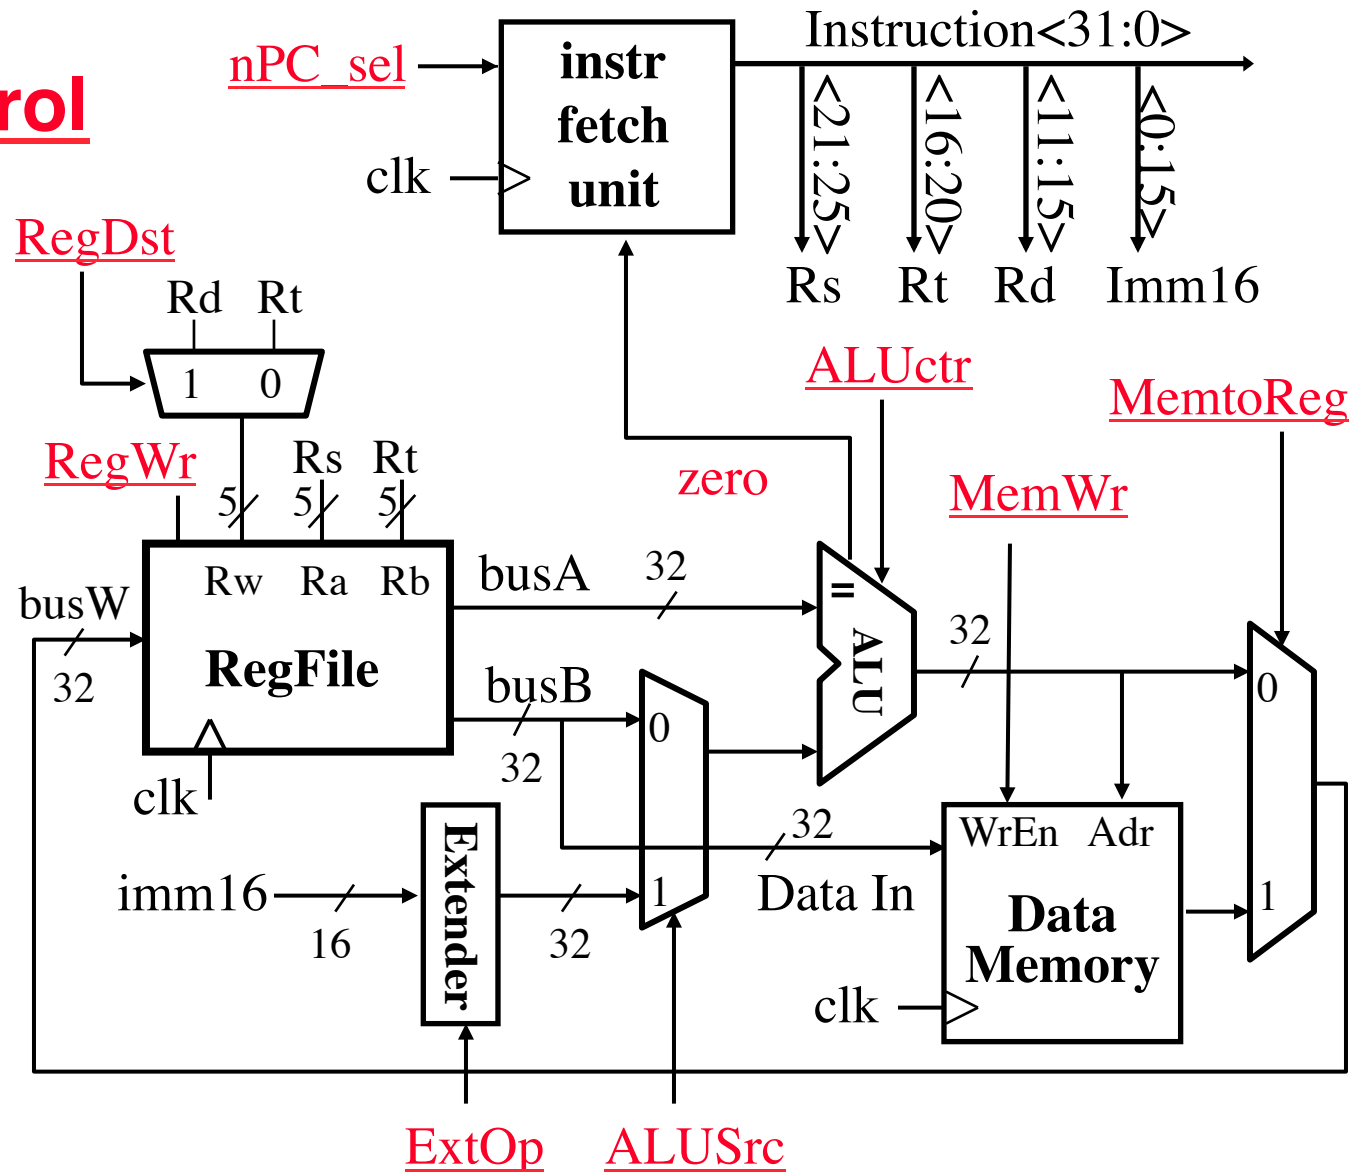 Instruction<31:0>
nPC_sel
instr
fetch
unit
rol
clk
<21:25>
<16:20>
<11:15>
<0:15>
RegDst
Rs
Rt
Rd
Imm16
Rd
Rt
1
0
ALUctr
MemtoReg
RegWr
Rs
Rt
zero
MemWr
5
5
5
busW
Rw
Ra
Rb
busA
32
=
ALU
32
32
RegFile
busB
0
0
32
clk
Extender
32
WrEn
Adr
imm16
1
Data In
1
16
32
Data
Memory
clk
ExtOp
ALUSrc